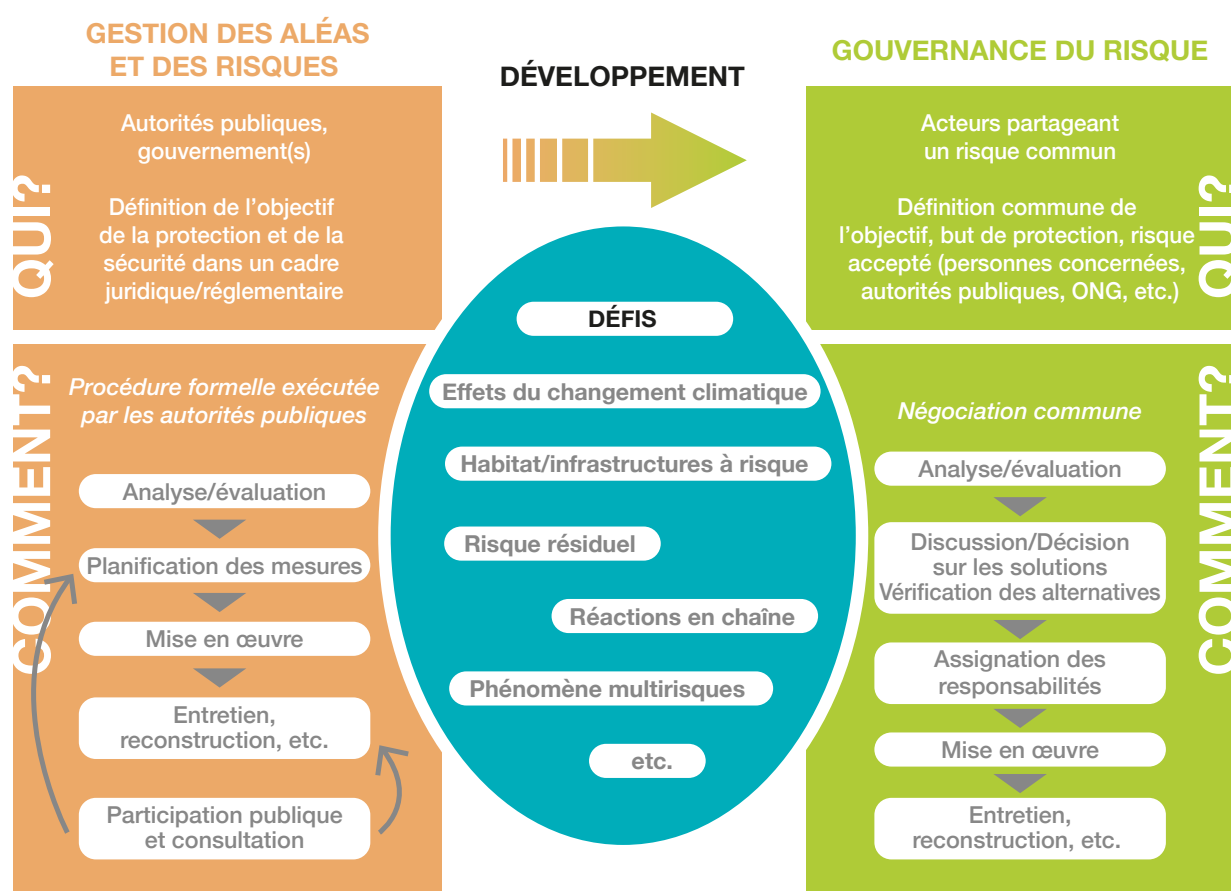 GESTION DES ALÉAS
ET DES RISQUES
QUI?
Autorités publiques,
gouvernement(s)
Définition de l'objectif
de la protection et de la
sécurité dans un cadre
juridique/réglementaire
COMMENT?
Procédure formelle exécutée
par les autorités publiques
Analyse/évaluation
Planification des mesures
Mise en œuvre
Entretien,
reconstruction, etc.
Participation publique
et consultation
DÉVELOPPEMENT
DÉFIS
Effets du changement climatique
Habitat/infrastructures à risque
Risque résiduel
Réactions en chaîne
Phénomène multirisques
etc.
GOUVERNANCE DU RISQUE
QUI?
Acteurs partageant
un risque commun
Définition commune de
l'objectif, but de protection, risque
accepté (personnes concernées,
autorités publiques, ONG, etc.)
COMMENT?
Négociation commune
Analyse/évaluation
Discussion/Décision
sur les solutions
Vérification des alternatives
Assignation des
responsabilités
Mise en œuvre
Entretien,
reconstruction, etc.